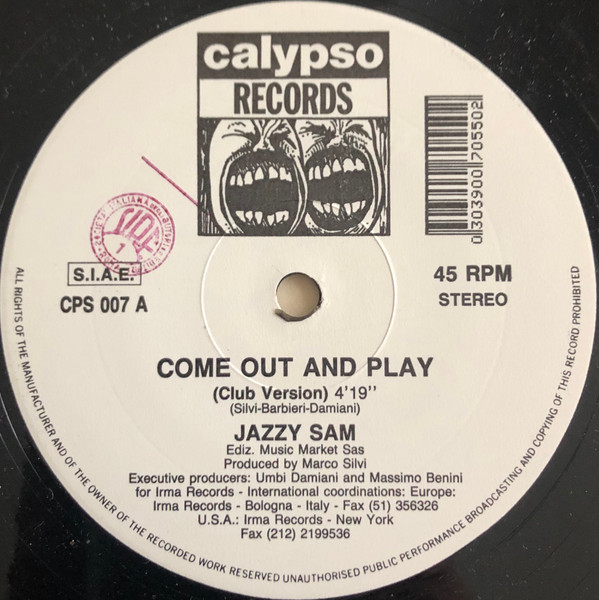 calypso
RECORDS
0303900705502
S.I.A.E.
CPS 007 A
45 RPM
STEREO
COME OUT AND PLAY
(Club Version) 4'19''
(Silvi-Barbieri-Damiani)
JAZZY SAM
Ediz. Music Market Sas
Produced by Marco Silvi
Executive producers: Umbi Damiani and Massimo Benini
for Irma Records - International coordinations: Europe:
Irma Records - Bologna - Italy - Fax (51) 356326
U.S.A.: Irma Records - New York
Fax (212) 2199536
ALL RIGHTS OF THE MANUFACTURER AND OF THE OWNER OF THE RECORDED WORK RESERVED UNAUTHORISED PUBLIC PERFORMANCE BROADCASTING AND COPYING OF THIS RECORD PROHIBITED